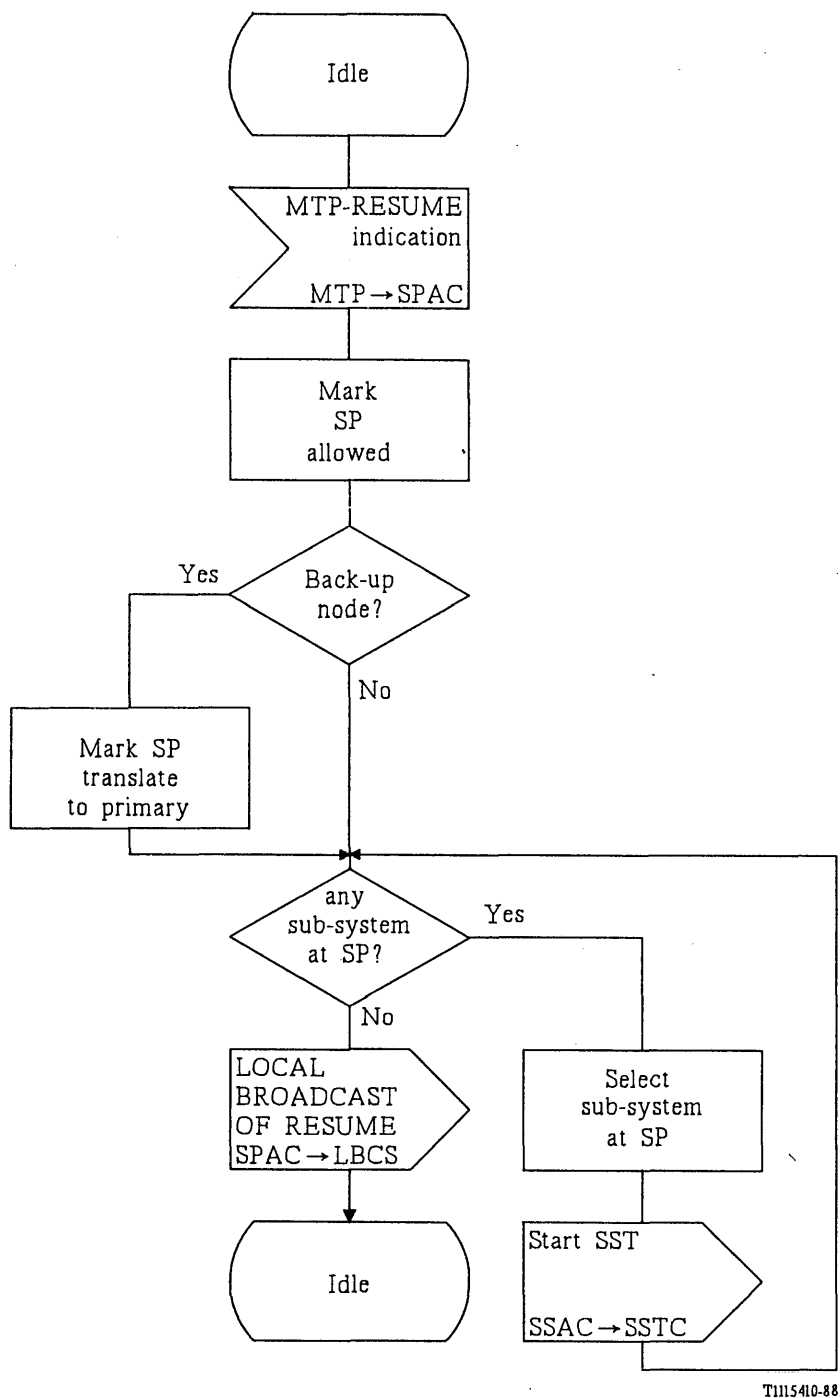 Idle
MTP-RESUME
indication
MTP→SPAC
Mark
SP
allowed
Back-up
node?
Yes
No
Mark SP
translate
to primary
any
sub-system
at SP?
Yes
No
LOCAL
BROADCAST
OF RESUME
SPAC→LBCS
Select
sub-system
at SP
Idle
Start SST
SSAC→SSTC
T1115410-88